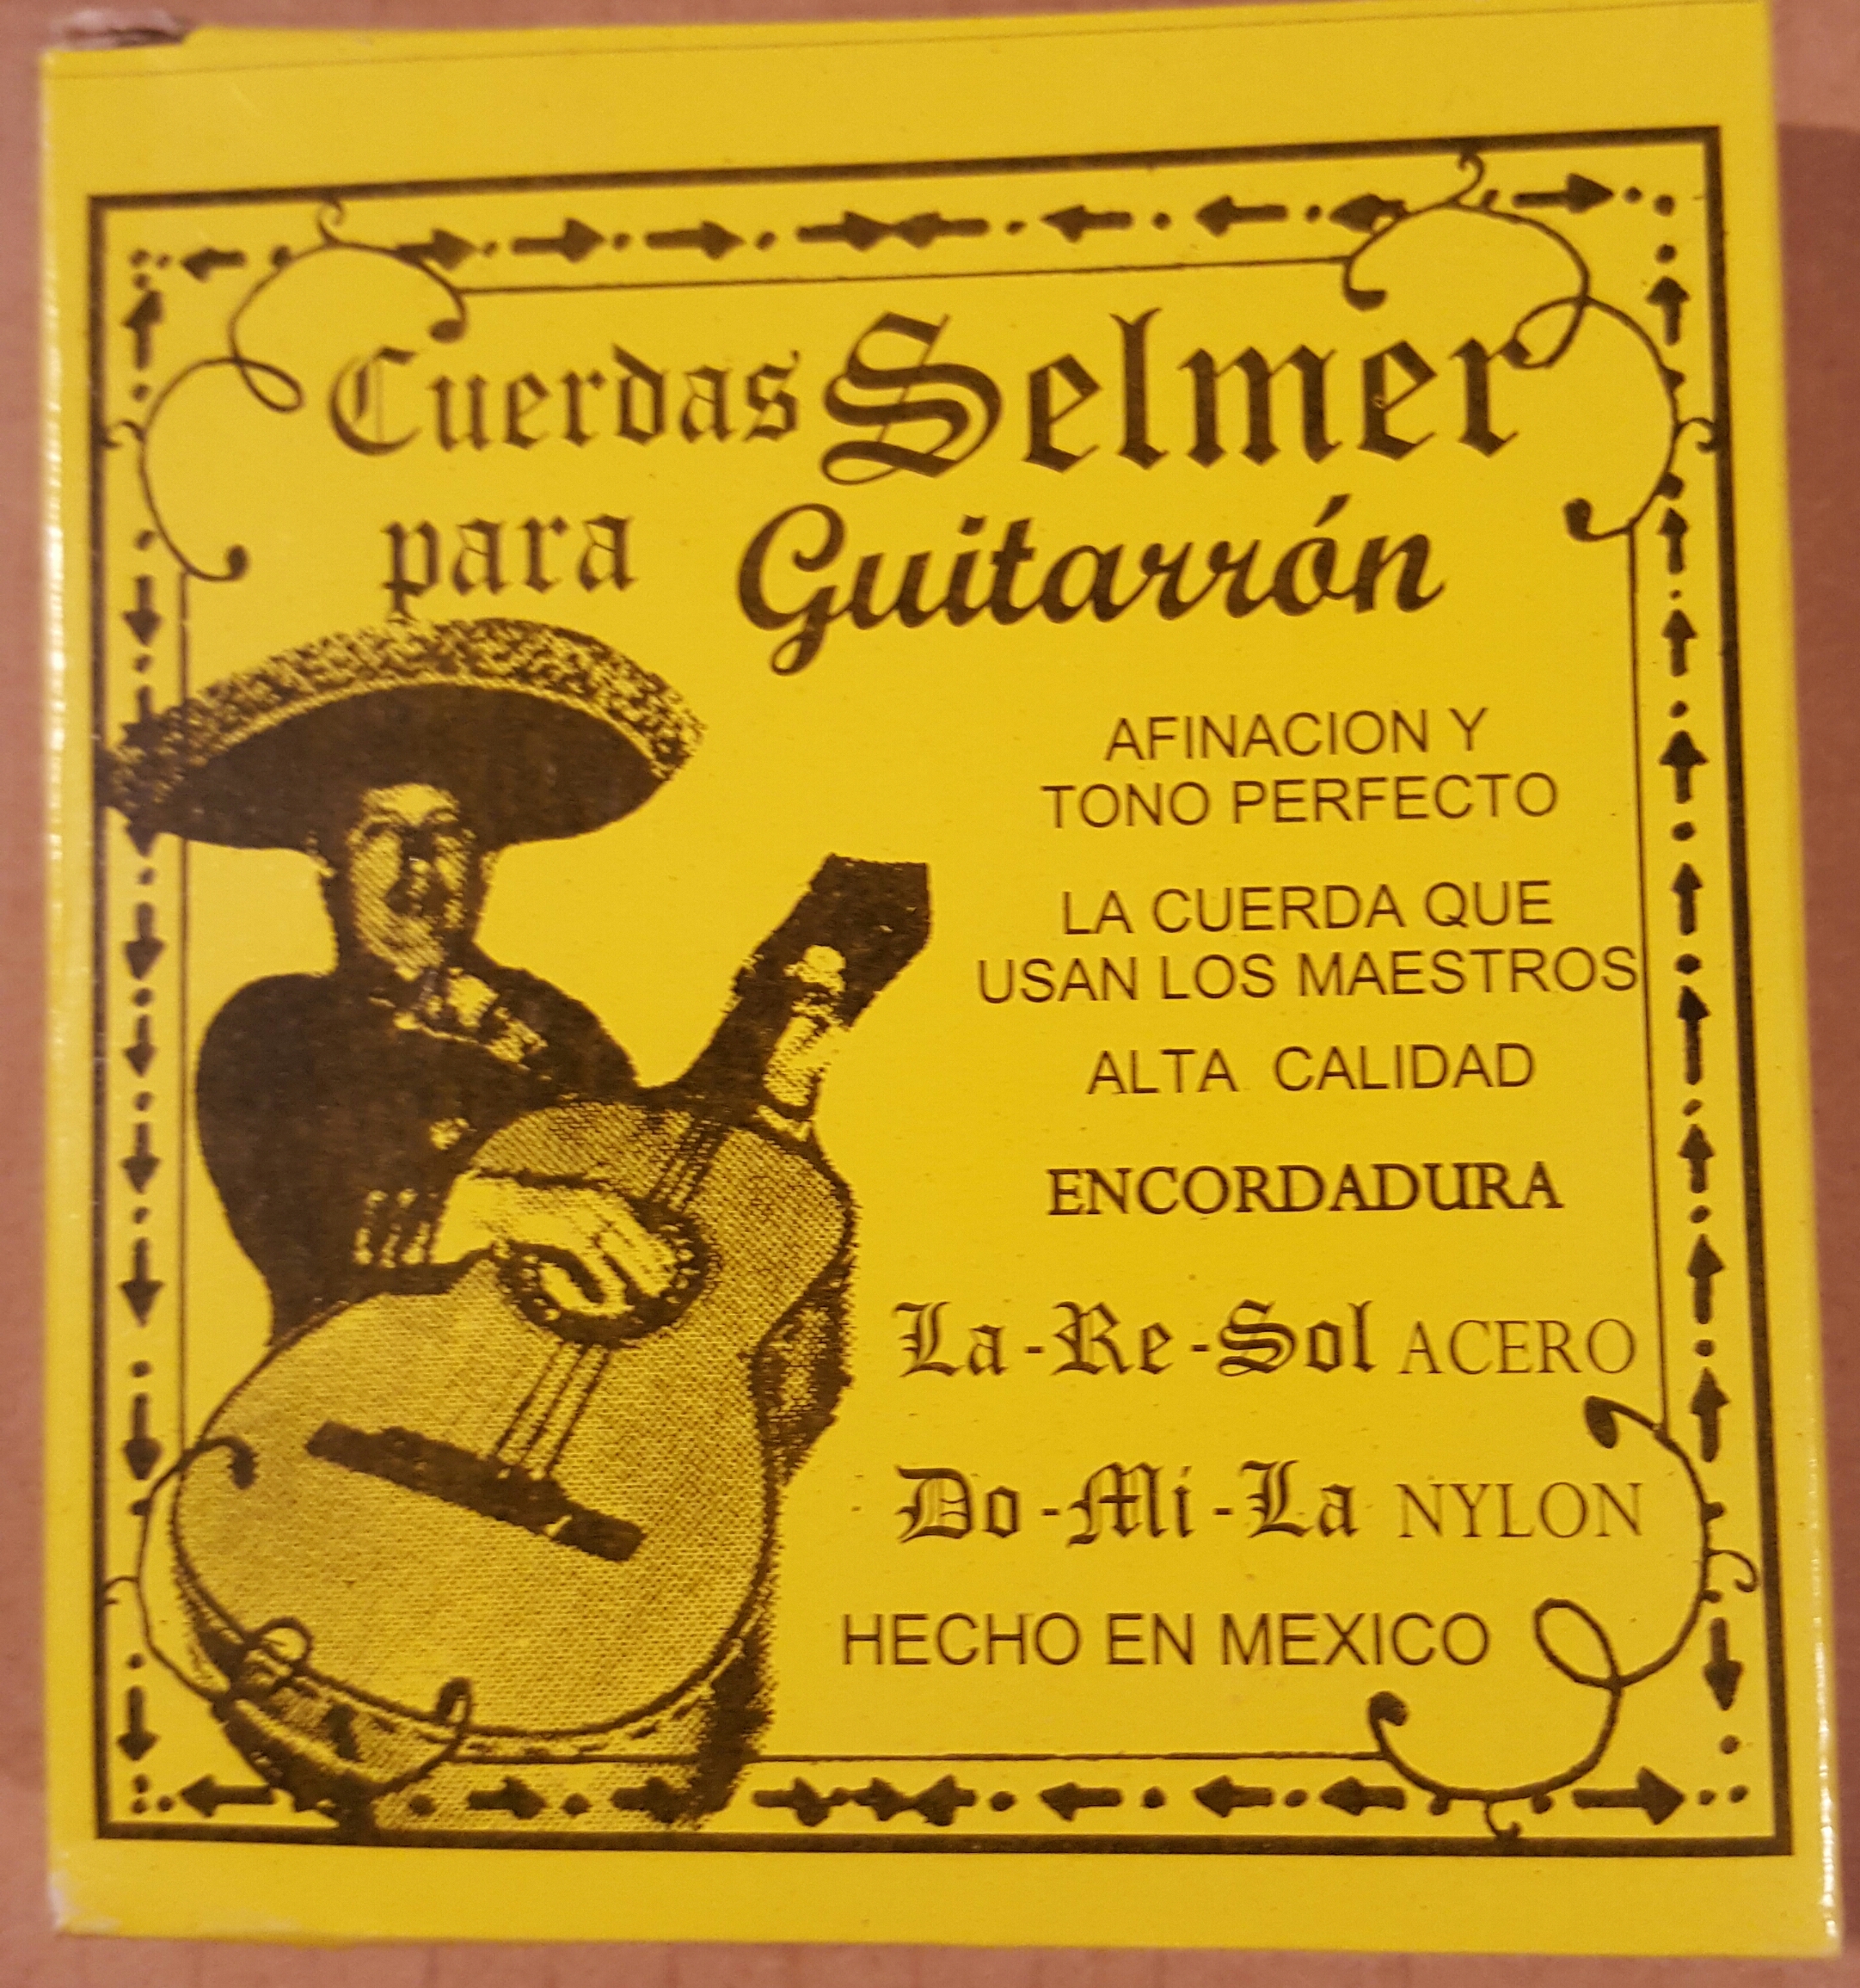 Cuerdas Selmer
para Guitarrón
AFINACION Y
TONO PERFECTO
LA CUERDA QUE
USAN LOS MAESTROS
ALTA CALIDAD
ENCORDADURA
La-Re-Sol ACERO
Do-Mi-La NYLON
HECHO EN MEXICO